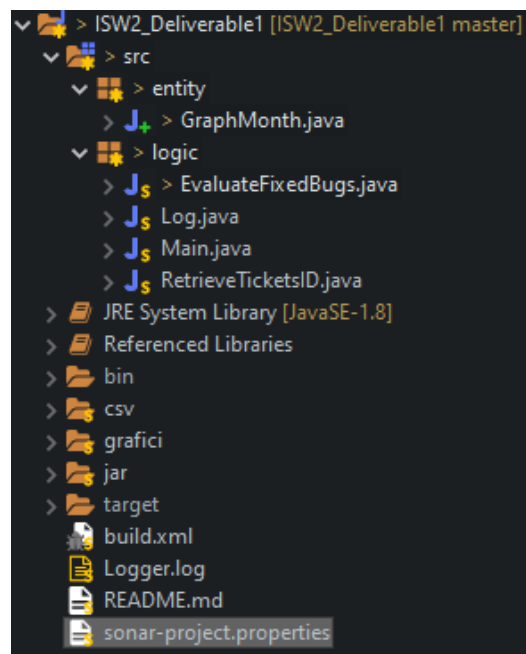 > ISW2_Deliverable1 [ISW2_Deliverable1 master]
> src
> entity
> GraphMonth.java
> logic
> EvaluateFixedBugs.java
Log.java
Main.java
RetrieveTicketsID.java
JRE System Library [JavaSE-1.8]
Referenced Libraries
bin
csv
grafici
jar
target
build.xml
Logger.log
README.md
sonar-project.properties